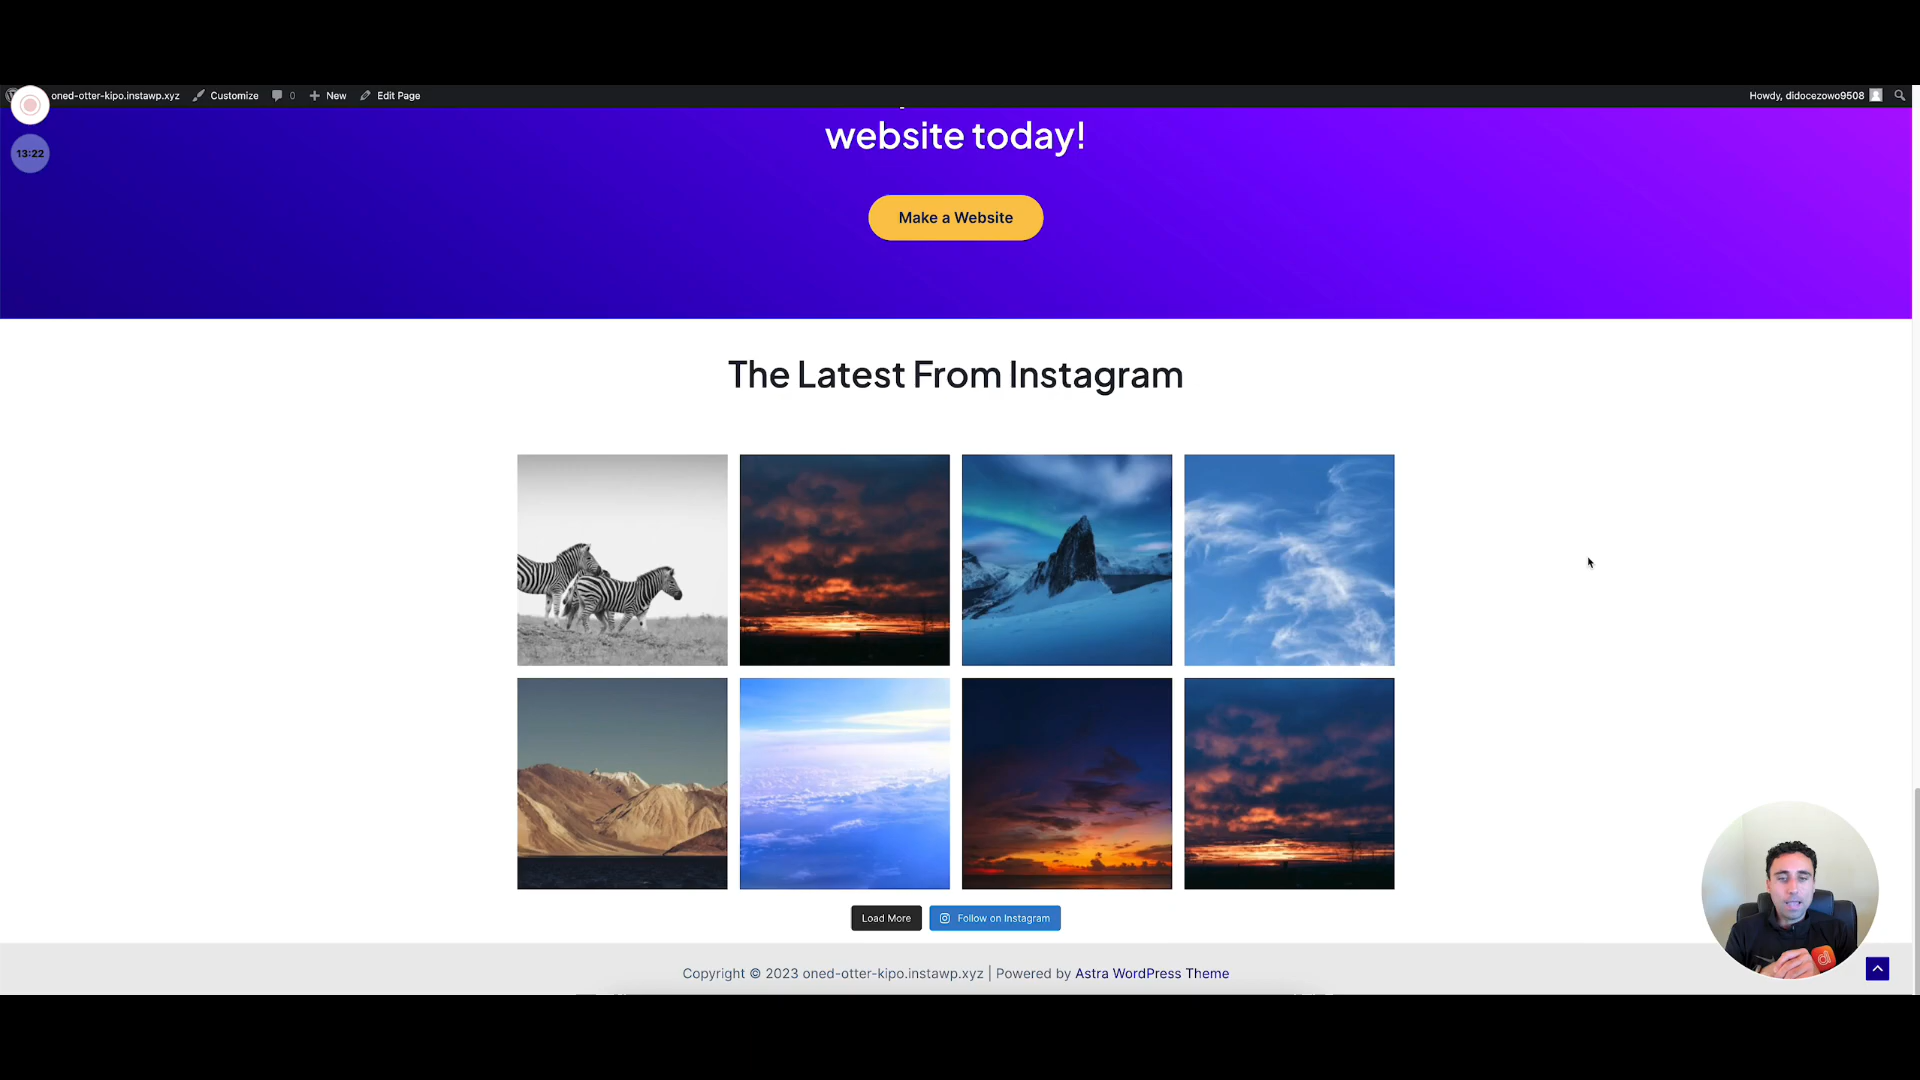 oned-otter-kipo.instawp.xyz Customize 0 New Edit Page Howdy, didocezowo9508
13:22
website today!
Make a Website
The Latest From Instagram
Load More Follow on Instagram
Copyright © 2023 oned-otter-kipo.instawp.xyz | Powered by Astra WordPress Theme